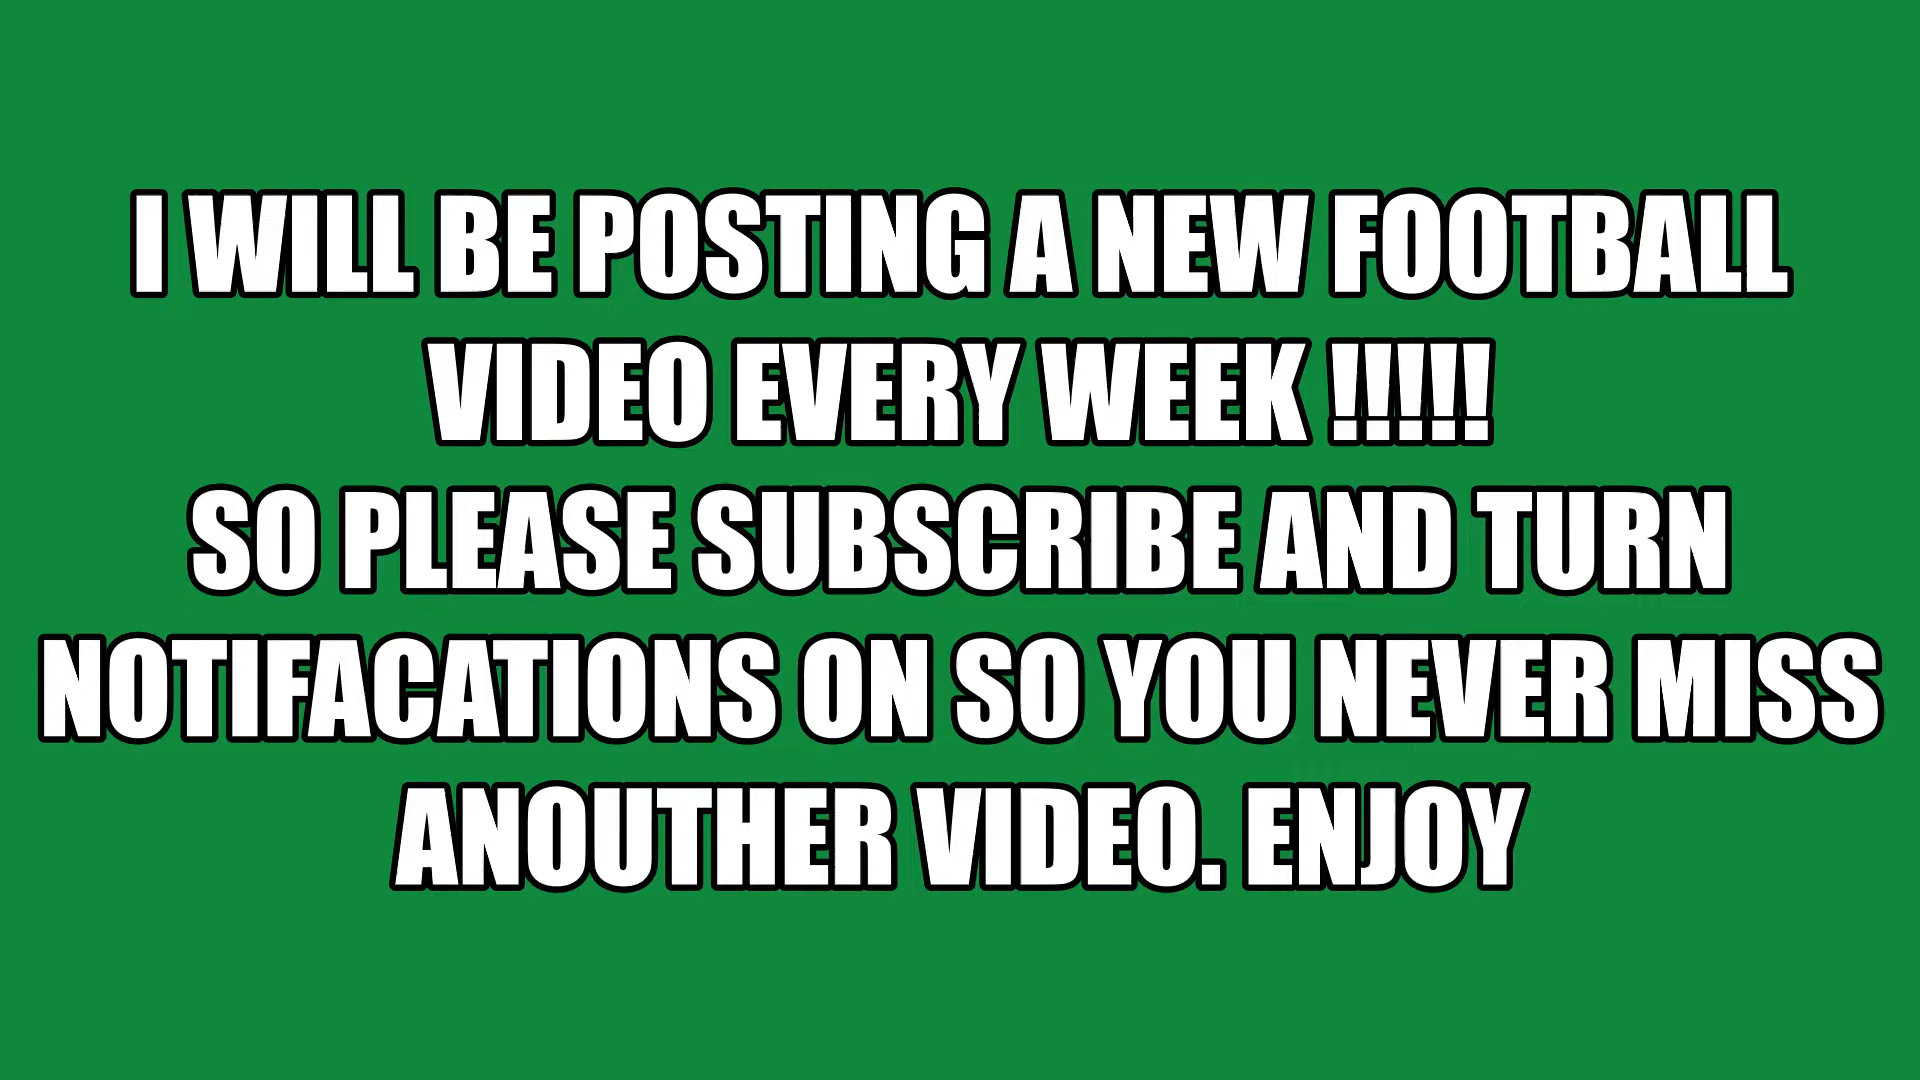 I WILL BE POSTING A NEW FOOTBALL
VIDEO EVERY WEEK !!!!!
SO PLEASE SUBSCRIBE AND TURN
NOTIFACATIONS ON SO YOU NEVER MISS
ANOUTHER VIDEO. ENJOY